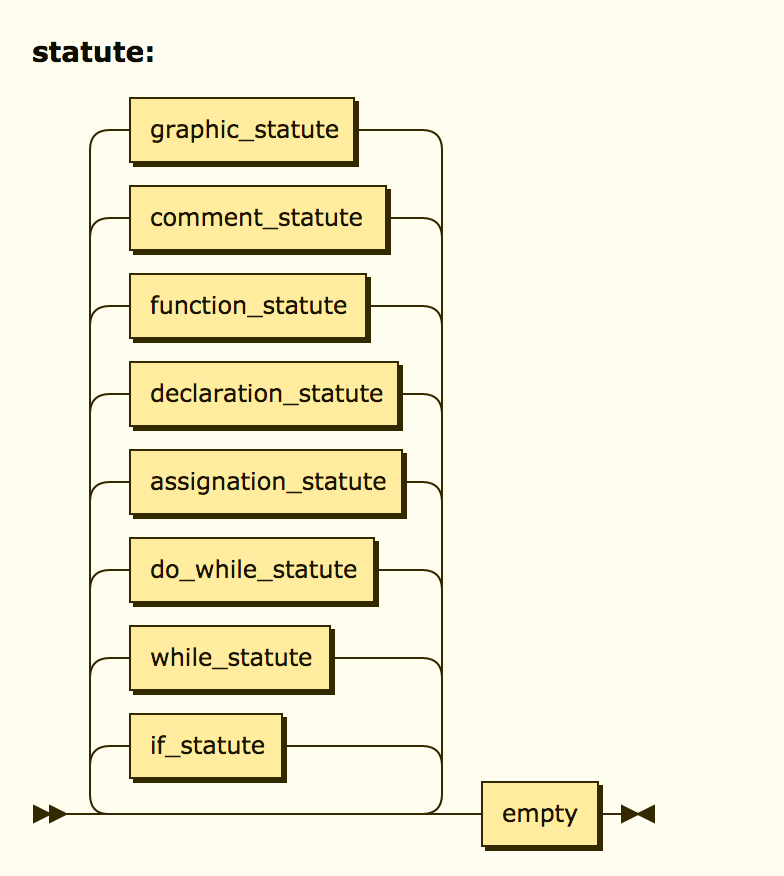 statute:
graphic_statute
comment_statute
function_statute
declaration_statute
assignation_statute
do_while_statute
while_statute
if_statute
empty